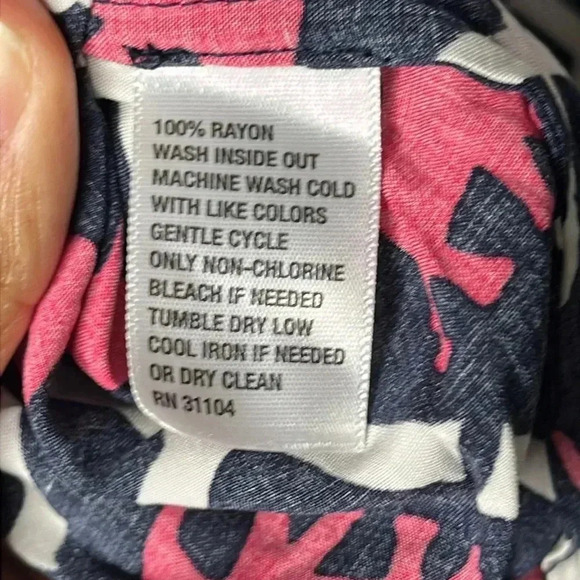 100% RAYON
WASH INSIDE OUT
MACHINE WASH COLD
WITH LIKE COLORS
GENTLE CYCLE
ONLY NON-CHLORINE
BLEACH IF NEEDED
TUMBLE DRY LOW
COOL IRON IF NEEDED
OR DRY CLEAN
RN 31104